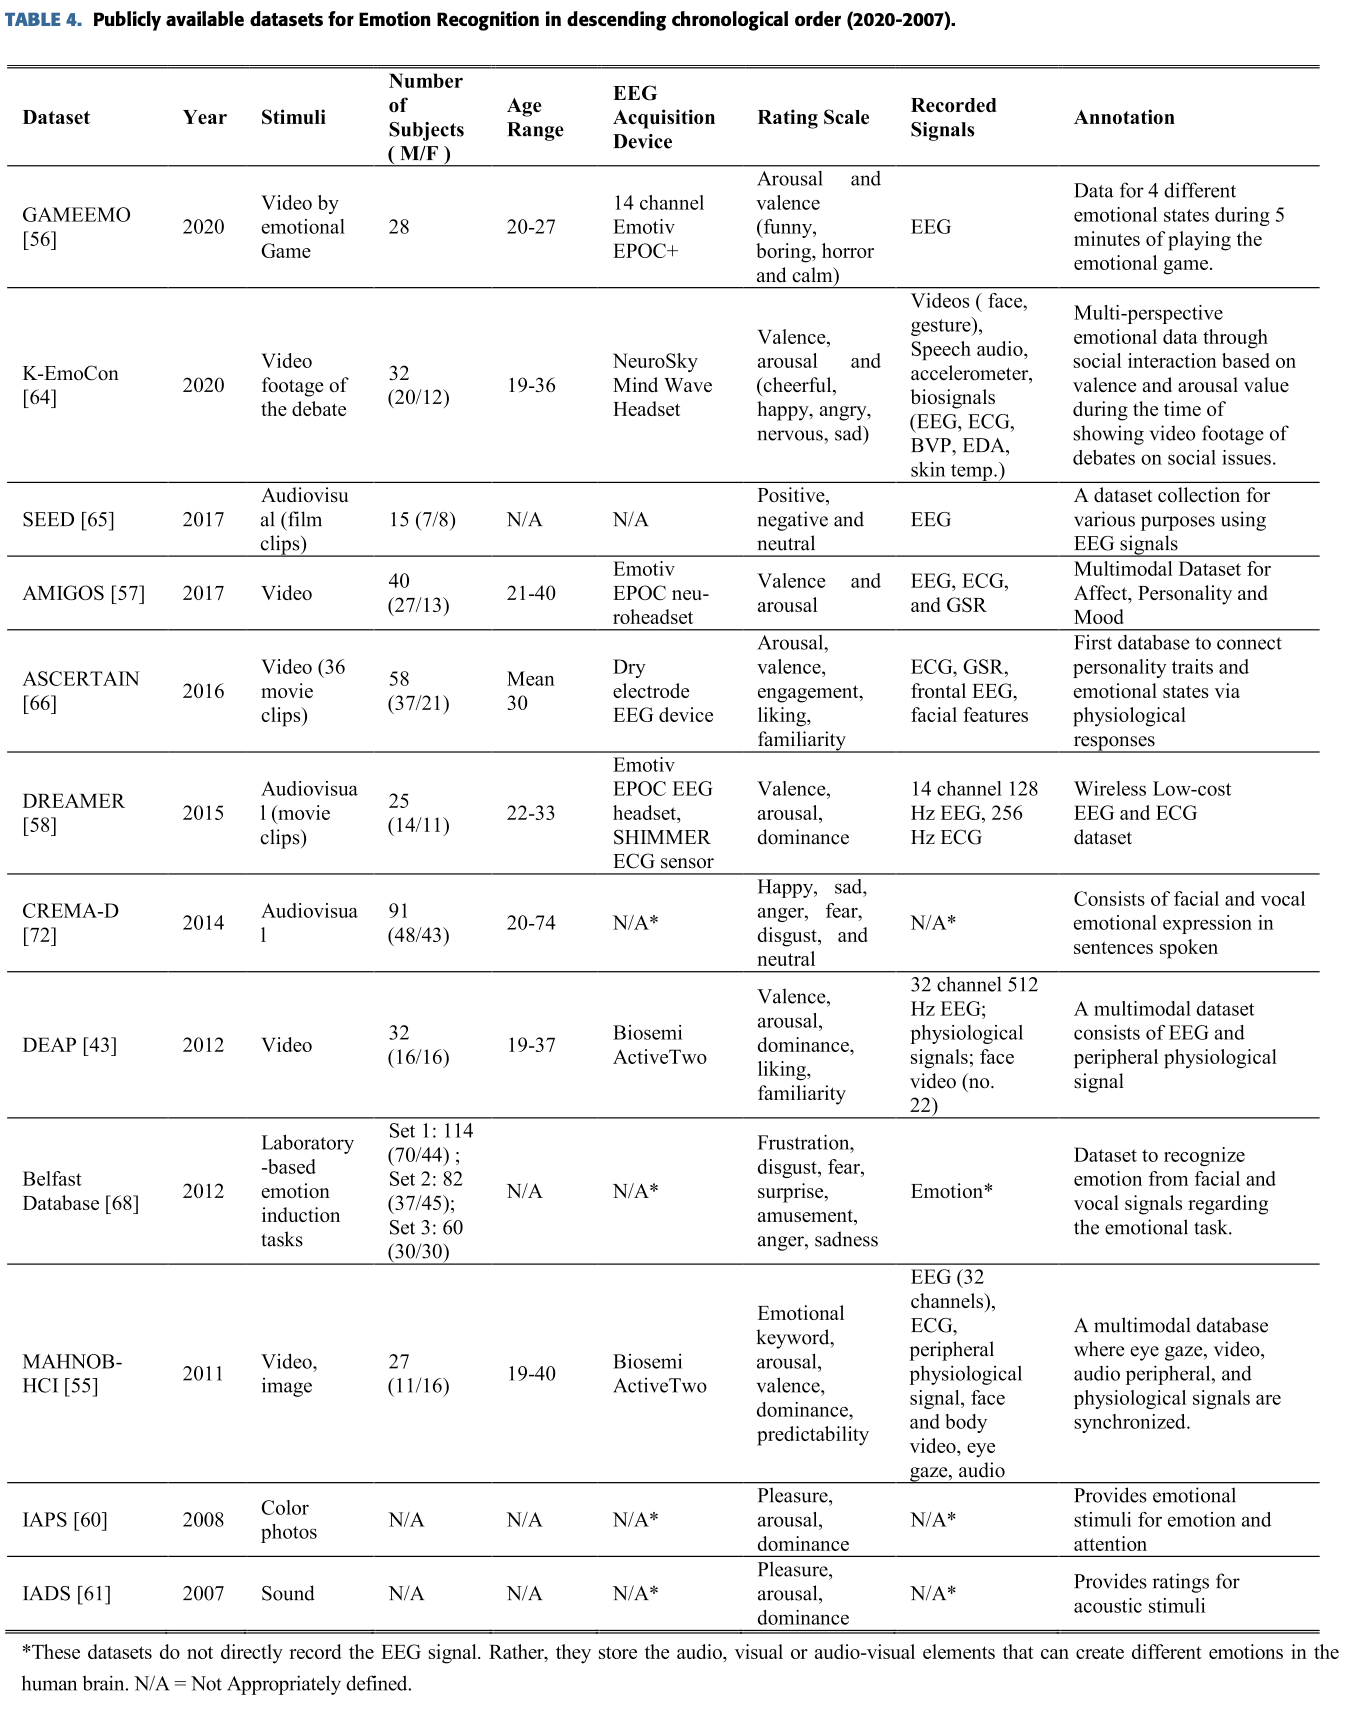 TABLE 4. Publicly available datasets for Emotion Recognition in descending chronological order (2020-2007).
Dataset
Year
Stimuli
Number
of
Subjects
( M/F )
Age
Range
EEG
Acquisition
Device
Rating Scale
Recorded
Signals
Annotation
GAMEEMO
[56]
2020
Video by
emotional
Game
28
20-27
14 channel
Emotiv
EPOC+
Arousal and
valence
(funny,
boring, horror
and calm)
EEG
Data for 4 different
emotional states during 5
minutes of playing the
emotional game.
K-EmoCon
[64]
2020
Video
footage of
the debate
32
(20/12)
19-36
NeuroSky
Mind Wave
Headset
Valence,
arousal and
(cheerful,
happy, angry,
nervous, sad)
Videos ( face,
gesture),
Speech audio,
accelerometer,
biosignals
(EEG, ECG,
BVP, EDA,
skin temp.)
Multi-perspective
emotional data through
social interaction based on
valence and arousal value
during the time of
showing video footage of
debates on social issues.
SEED [65]
2017
Audiovisu
al (film
clips)
15 (7/8)
N/A
N/A
Positive,
negative and
neutral
EEG
A dataset collection for
various purposes using
EEG signals
AMIGOS [57]
2017
Video
40
(27/13)
21-40
Emotiv
EPOC neu-
roheadset
Valence and
arousal
EEG, ECG,
and GSR
Multimodal Dataset for
Affect, Personality and
Mood
ASCERTAIN
[66]
2016
Video (36
movie
clips)
58
(37/21)
Mean
30
Dry
electrode
EEG device
Arousal,
valence,
engagement,
liking,
familiarity
ECG, GSR,
frontal EEG,
facial features
First database to connect
personality traits and
emotional states via
physiological
responses
DREAMER
[58]
2015
Audiovisua
l (movie
clips)
25
(14/11)
22-33
Emotiv
EPOC EEG
headset,
SHIMMER
ECG sensor
Valence,
arousal,
dominance
14 channel 128
Hz EEG, 256
Hz ECG
Wireless Low-cost
EEG and ECG
dataset
CREMA-D
[72]
2014
Audiovisua
l
91
(48/43)
20-74
N/A*
Happy, sad,
anger, fear,
disgust, and
neutral
N/A*
Consists of facial and vocal
emotional expression in
sentences spoken
DEAP [43]
2012
Video
32
(16/16)
19-37
Biosemi
ActiveTwo
Valence,
arousal,
dominance,
liking,
familiarity
32 channel 512
Hz EEG;
physiological
signals; face
video (no.
22)
A multimodal dataset
consists of EEG and
peripheral physiological
signal
Belfast
Database [68]
2012
Laboratory
-based
emotion
induction
tasks
Set 1: 114
(70/44) ;
Set 2: 82
(37/45);
Set 3: 60
(30/30)
N/A
N/A*
Frustration,
disgust, fear,
surprise,
amusement,
anger, sadness
Emotion*
Dataset to recognize
emotion from facial and
vocal signals regarding
the emotional task.
MAHNOB-
HCI [55]
2011
Video,
image
27
(11/16)
19-40
Biosemi
ActiveTwo
Emotional
keyword,
arousal,
valence,
dominance,
predictability
EEG (32
channels),
ECG,
peripheral
physiological
signal, face
and body
video, eye
gaze, audio
A multimodal database
where eye gaze, video,
audio peripheral, and
physiological signals are
synchronized.
IAPS [60]
2008
Color
photos
N/A
N/A
N/A*
Pleasure,
arousal,
dominance
N/A*
Provides emotional
stimuli for emotion and
attention
IADS [61]
2007
Sound
N/A
N/A
N/A*
Pleasure,
arousal,
dominance
N/A*
Provides ratings for
acoustic stimuli
*These datasets do not directly record the EEG signal. Rather, they store the audio, visual or audio-visual elements that can create different emotions in the
human brain. N/A = Not Appropriately defined.